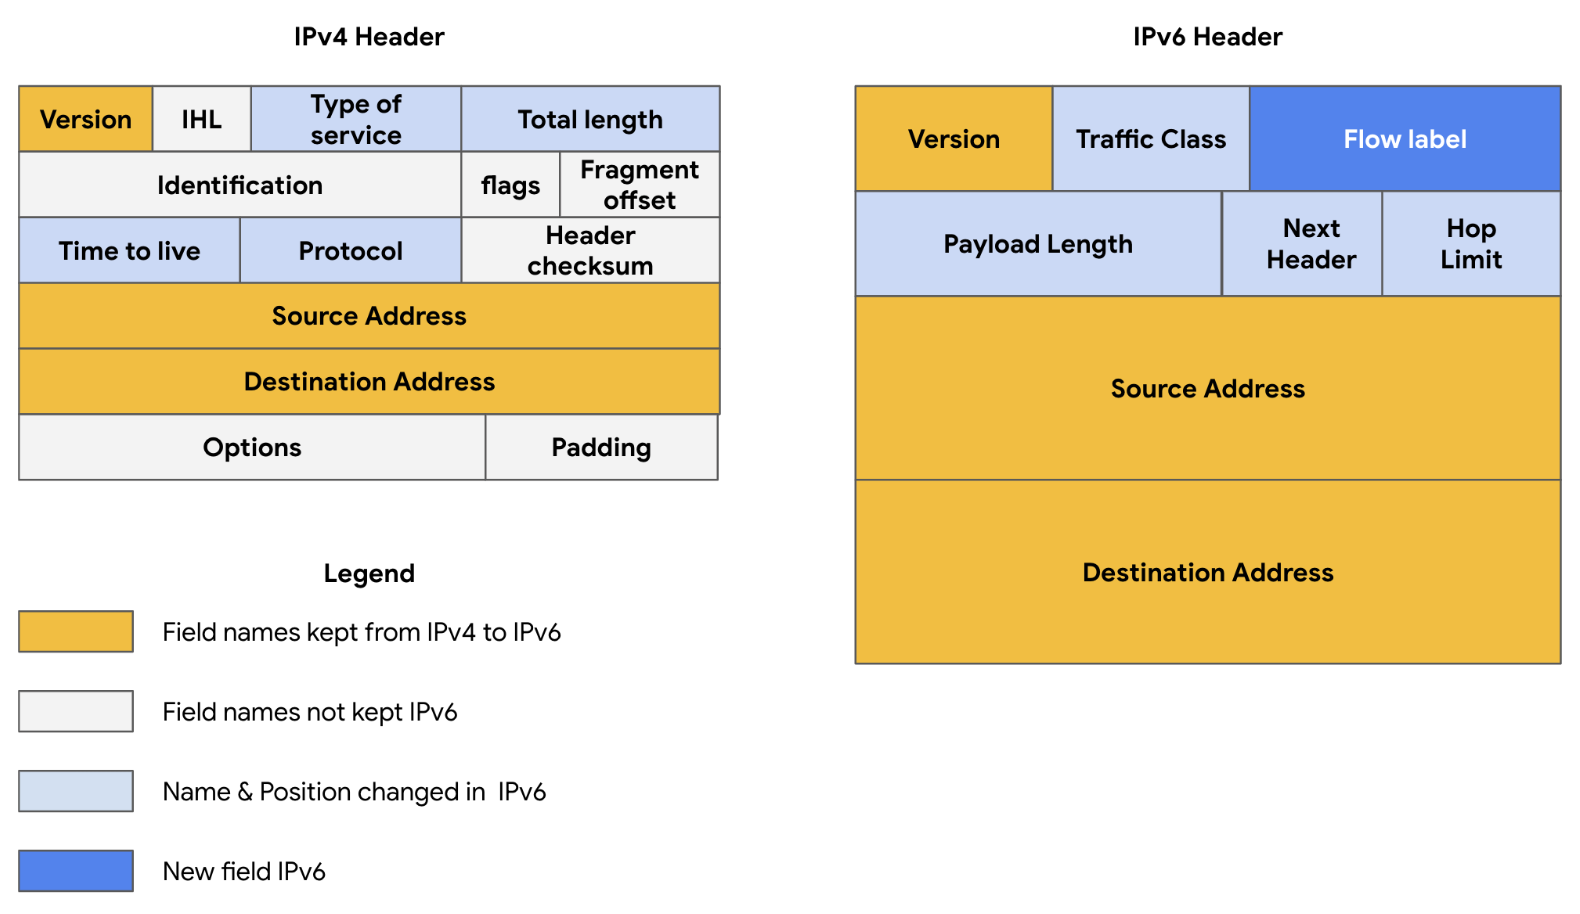 IPv4 Header
Version
IHL
Type of
service
Total length
Identification
flags
Fragment
offset
Time to live
Protocol
Header
checksum
Source Address
Destination Address
Options
Padding
Legend
Field names kept from IPv4 to IPv6
Field names not kept IPv6
Name & Position changed in IPv6
New field IPv6
IPv6 Header
Version
Traffic Class
Flow label
Payload Length
Next
Header
Hop
Limit
Source Address
Destination Address